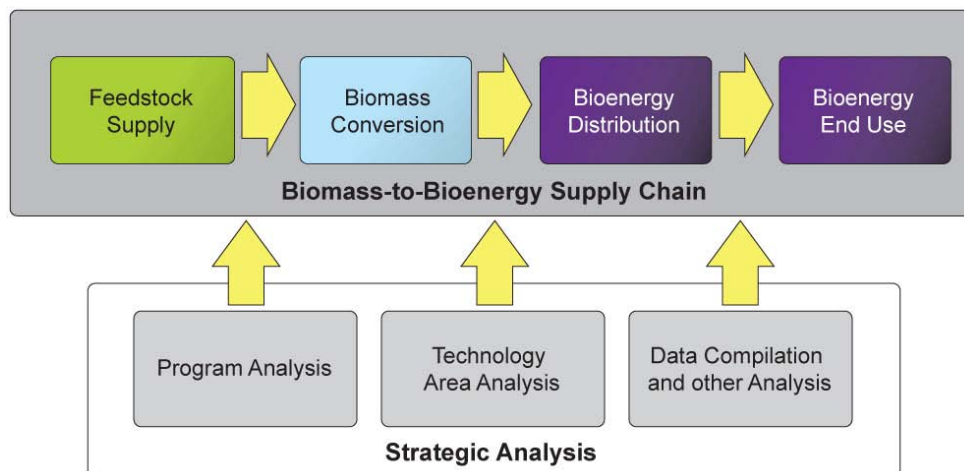 Feedstock
Supply
Biomass
Conversion
Bioenergy
Distribution
Bioenergy
End Use
Biomass-to-Bioenergy Supply Chain
Program Analysis
Technology
Area Analysis
Data Compilation
and other Analysis
Strategic Analysis